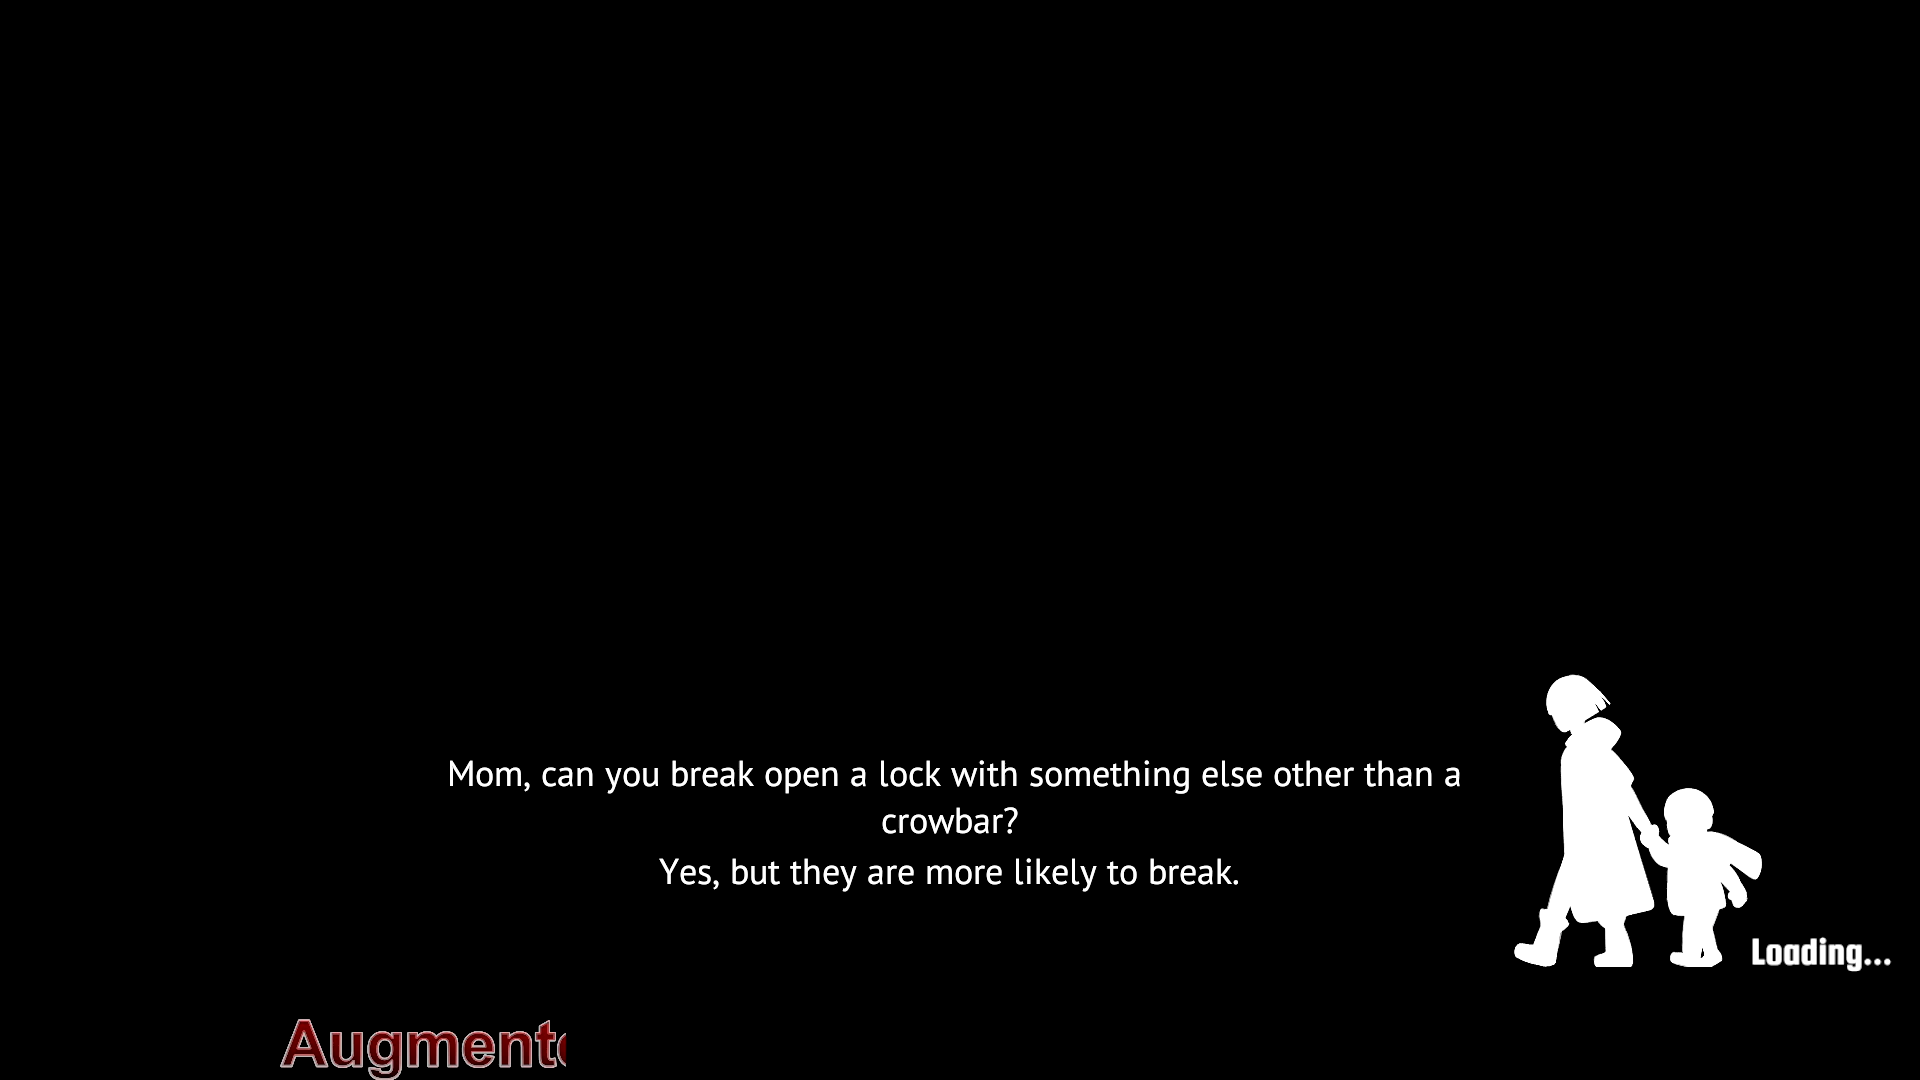 Mom, can you break open a lock with something else other than a
crowbar?
Yes, but they are more likely to break.
Loading...